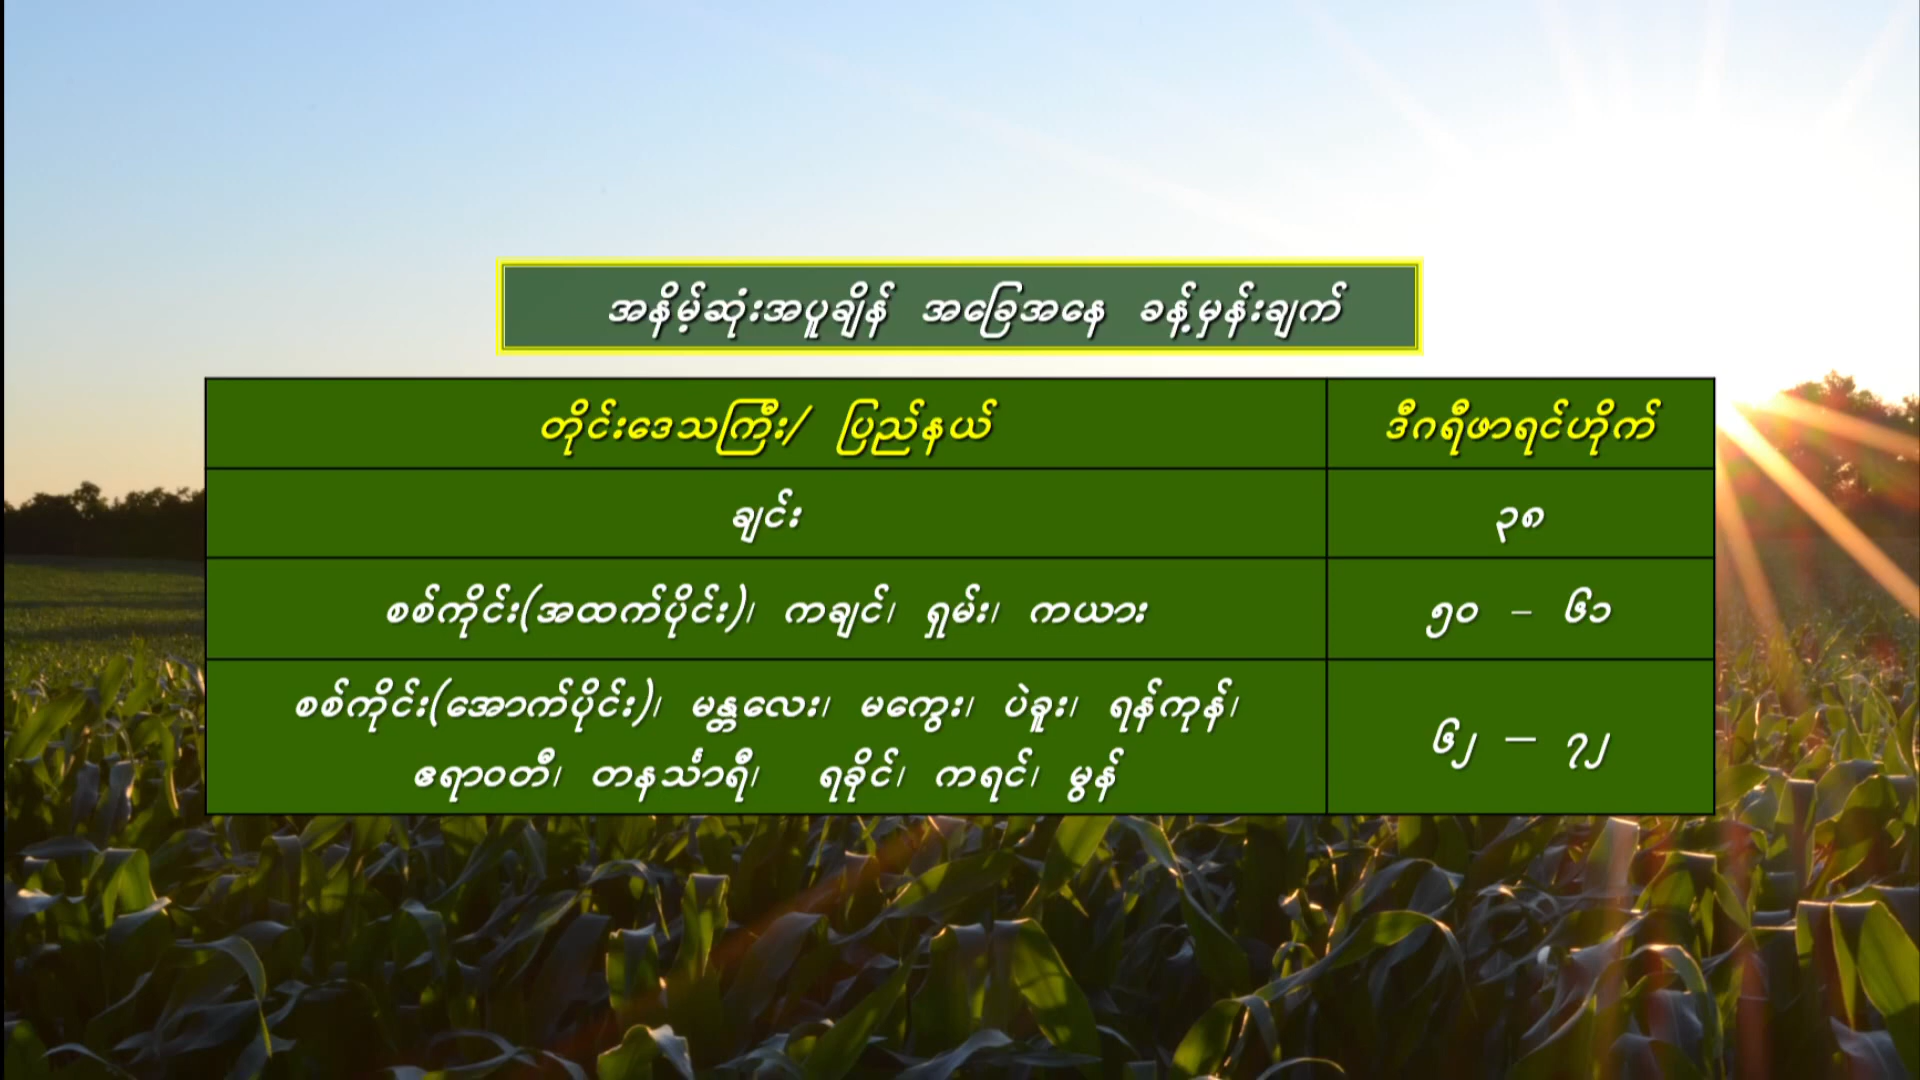 အနိမ့်ဆုံးအပူချိန် အခြေအနေ ခန့်မှန်းချက်
တိုင်းဒေသကြီး/ ပြည်နယ် ဒီဂရီဖာရင်ဟိုက်
ချင်း ၃၈
စစ်ကိုင်း(အထက်ပိုင်း)၊ ကချင်၊ ရှမ်း၊ ကယား ၅၀ – ၆၁
စစ်ကိုင်း(အောက်ပိုင်း)၊ မန္တလေး၊ မကွေး၊ ပဲခူး၊ ရန်ကုန်၊
ဧရာဝတီ၊ တနင်္သာရီ၊ ရခိုင်၊ ကရင်၊ မွန် ၆၂ – ၇၂